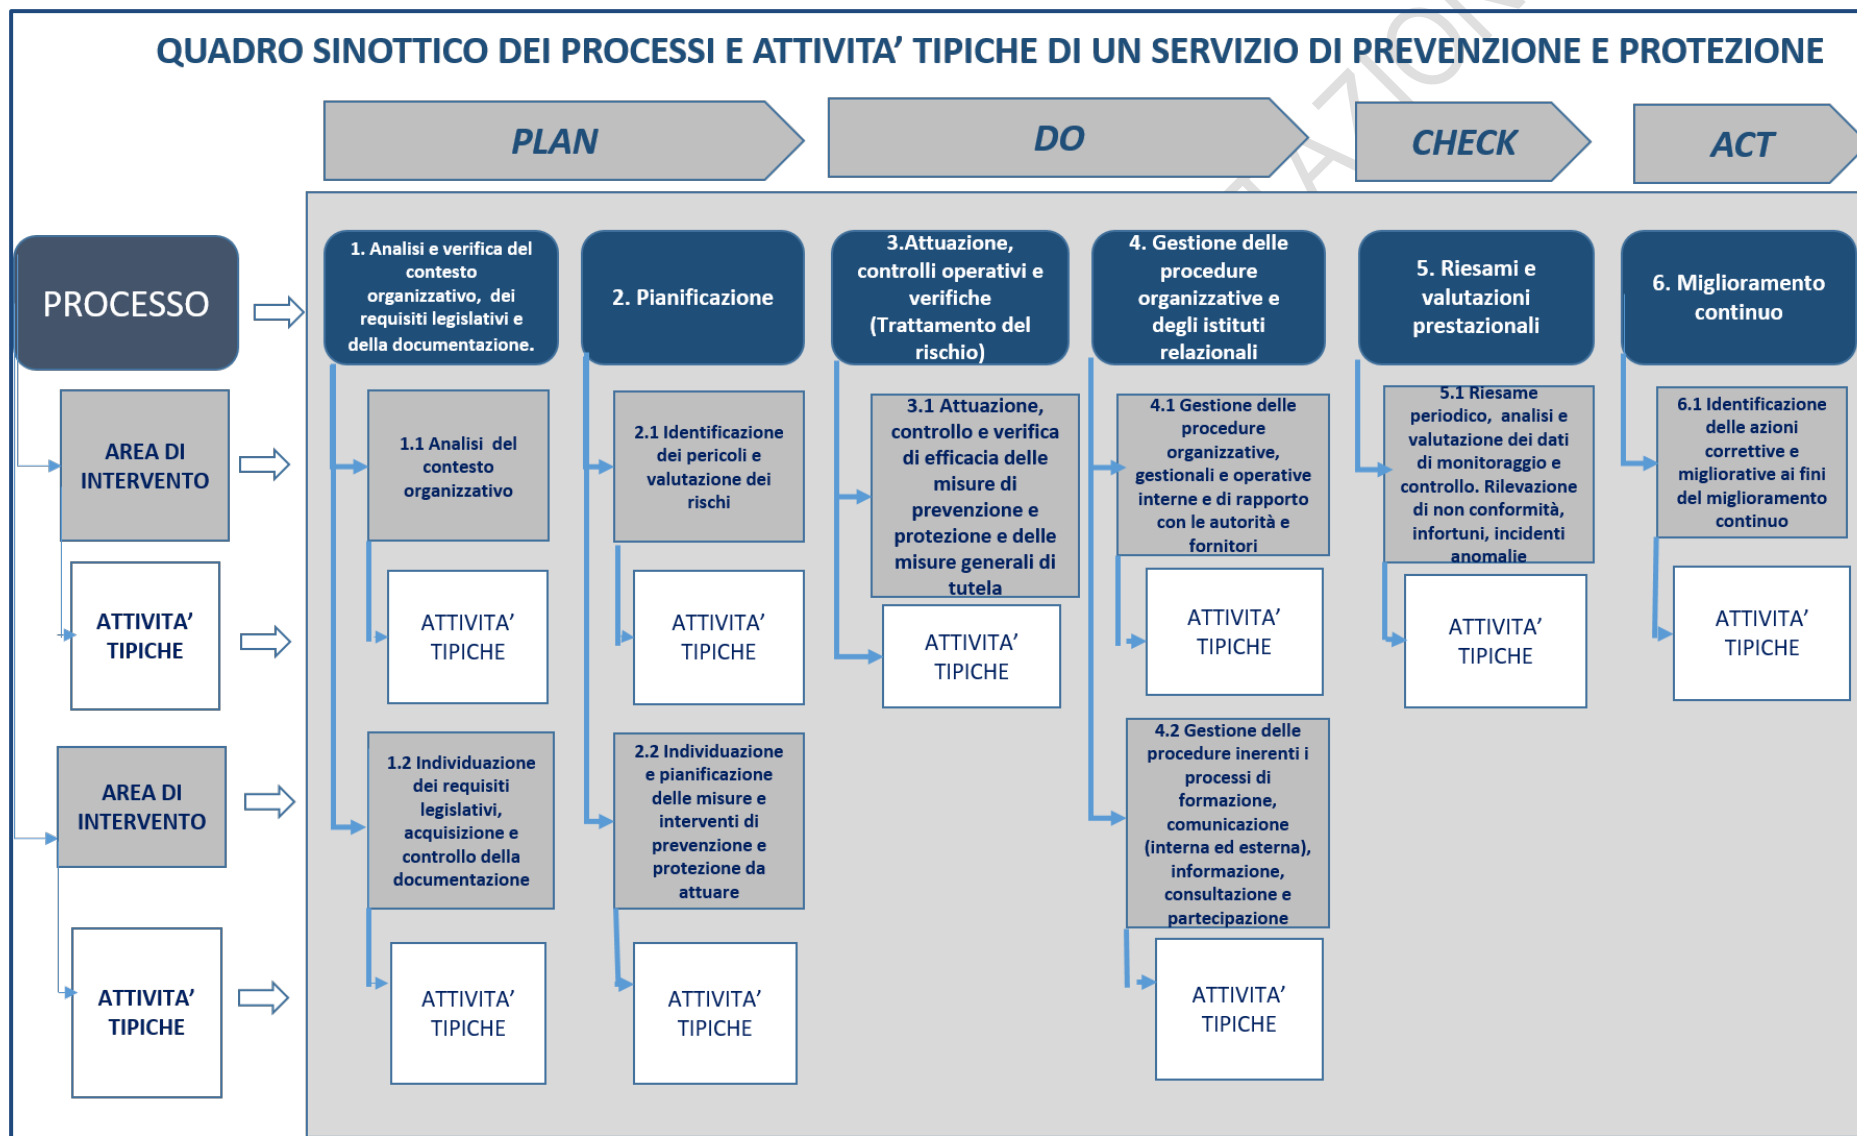 QUADRO SINOTTICO DEI PROCESSI E ATTIVITA’ TIPICHE DI UN SERVIZIO DI PREVENZIONE E PROTEZIONE
PLAN
DO
CHECK
ACT
PROCESSO
1. Analisi e verifica del
contesto
organizzativo, dei
requisiti legislativi e
della documentazione.
2. Pianificazione
3.Attuazione,
controlli operativi e
verifiche
(Trattamento del
rischio)
4. Gestione delle
procedure
organizzative e
degli istituti
relazionali
5. Riesami e
valutazioni
prestazionali
6. Miglioramento
continuo
AREA DI
INTERVENTO
1.1 Analisi del
contesto
organizzativo
2.1 Identificazione
dei pericoli e
valutazione dei
rischi
3.1 Attuazione,
controllo e verifica
di efficacia delle
misure di
prevenzione e
protezione e delle
misure generali di
tutela
4.1 Gestione delle
procedure
organizzative,
gestionali e operative
interne e di rapporto
con le autorità e
fornitori
5.1 Riesame
periodico, analisi e
valutazione dei dati
di monitoraggio e
controllo. Rilevazione
di non conformità,
infortuni, incidenti
anomalie
6.1 Identificazione
delle azioni
correttive e
migliorative ai fini
del miglioramento
continuo
ATTIVITA’
TIPICHE
ATTIVITA’
TIPICHE
ATTIVITA’
TIPICHE
ATTIVITA’
TIPICHE
ATTIVITA’
TIPICHE
ATTIVITA’
TIPICHE
ATTIVITA’
TIPICHE
AREA DI
INTERVENTO
1.2 Individuazione
dei requisiti
legislativi,
acquisizione e
controllo della
documentazione
2.2 Individuazione
e pianificazione
delle misure e
interventi di
prevenzione e
protezione da
attuare
4.2 Gestione delle
procedure inerenti i
processi di
formazione,
comunicazione
(interna ed esterna),
informazione,
consultazione e
partecipazione
ATTIVITA’
TIPICHE
ATTIVITA’
TIPICHE
ATTIVITA’
TIPICHE
ATTIVITA’
TIPICHE